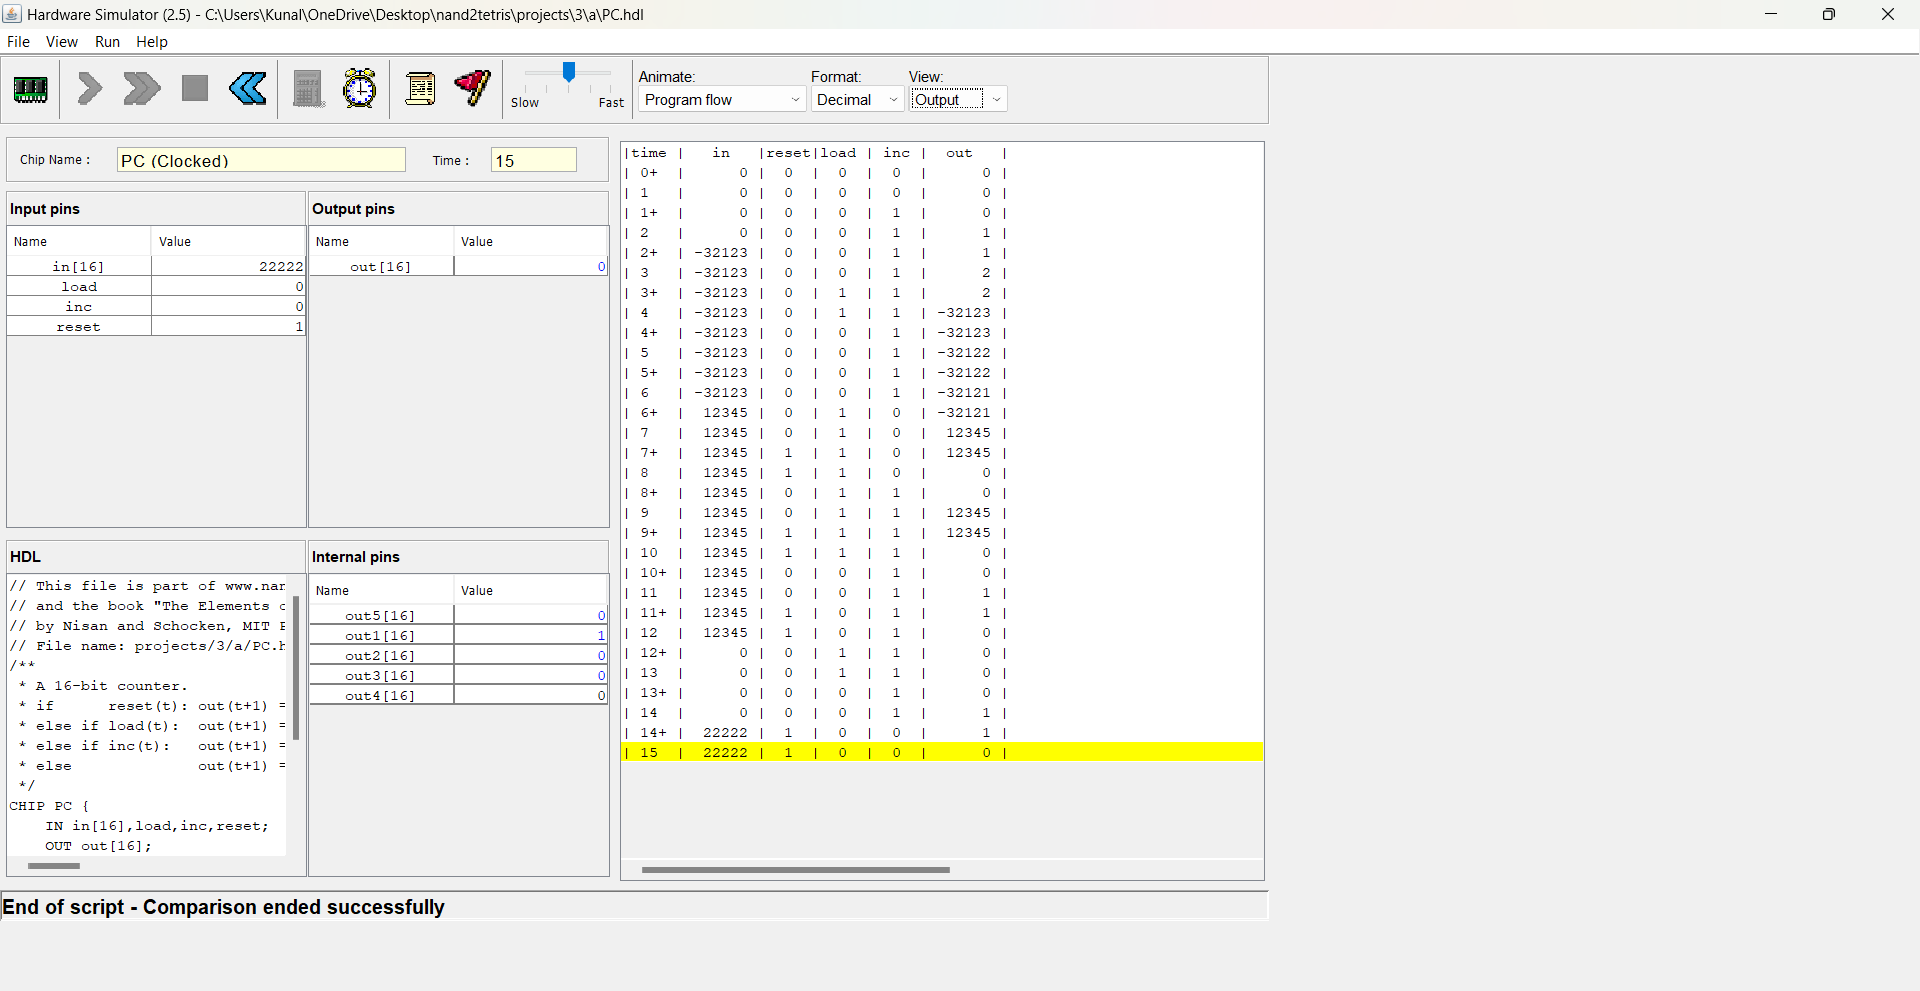 Hardware Simulator (2.5) - C:\Users\Kunal\OneDrive\Desktop\nand2tetris\projects\3\a\PC.hdl
File View Run Help
Slow Fast
Animate: Format: View:
Program flow Decimal Output
Chip Name : PC (Clocked) Time : 15
Input pins
Name Value
in[16] 22222
load 0
inc 0
reset 1
Output pins
Name Value
out[16] 0
HDL
// This file is part of www.nan
// and the book "The Elements o
// by Nisan and Schocken, MIT P
// File name: projects/3/a/PC.h
/**
* A 16-bit counter.
* if reset(t): out(t+1) =
* else if load(t): out(t+1) =
* else if inc(t): out(t+1) =
* else out(t+1) =
*/
CHIP PC {
IN in[16],load,inc,reset;
OUT out[16];
Internal pins
Name Value
out5[16] 0
out1[16] 1
out2[16] 0
out3[16] 0
out4[16] 0
|time | in |reset|load | inc | out |
| 0+ | 0 | 0 | 0 | 0 | 0 |
| 1 | 0 | 0 | 0 | 0 | 0 |
| 1+ | 0 | 0 | 0 | 1 | 0 |
| 2 | 0 | 0 | 0 | 1 | 1 |
| 2+ | -32123 | 0 | 0 | 1 | 1 |
| 3 | -32123 | 0 | 0 | 1 | 2 |
| 3+ | -32123 | 0 | 1 | 1 | 2 |
| 4 | -32123 | 0 | 1 | 1 | -32123 |
| 4+ | -32123 | 0 | 0 | 1 | -32123 |
| 5 | -32123 | 0 | 0 | 1 | -32122 |
| 5+ | -32123 | 0 | 0 | 1 | -32122 |
| 6 | -32123 | 0 | 0 | 1 | -32121 |
| 6+ | 12345 | 0 | 1 | 0 | -32121 |
| 7 | 12345 | 0 | 1 | 0 | 12345 |
| 7+ | 12345 | 1 | 1 | 0 | 12345 |
| 8 | 12345 | 1 | 1 | 0 | 0 |
| 8+ | 12345 | 0 | 1 | 1 | 0 |
| 9 | 12345 | 0 | 1 | 1 | 12345 |
| 9+ | 12345 | 1 | 1 | 1 | 12345 |
| 10 | 12345 | 1 | 1 | 1 | 0 |
| 10+ | 12345 | 0 | 0 | 1 | 0 |
| 11 | 12345 | 0 | 0 | 1 | 1 |
| 11+ | 12345 | 1 | 0 | 1 | 1 |
| 12 | 12345 | 1 | 0 | 1 | 0 |
| 12+ | 0 | 0 | 1 | 1 | 0 |
| 13 | 0 | 0 | 1 | 1 | 0 |
| 13+ | 0 | 0 | 0 | 1 | 0 |
| 14 | 0 | 0 | 0 | 1 | 1 |
| 14+ | 22222 | 1 | 0 | 0 | 1 |
| 15 | 22222 | 1 | 0 | 0 | 0 |
End of script - Comparison ended successfully